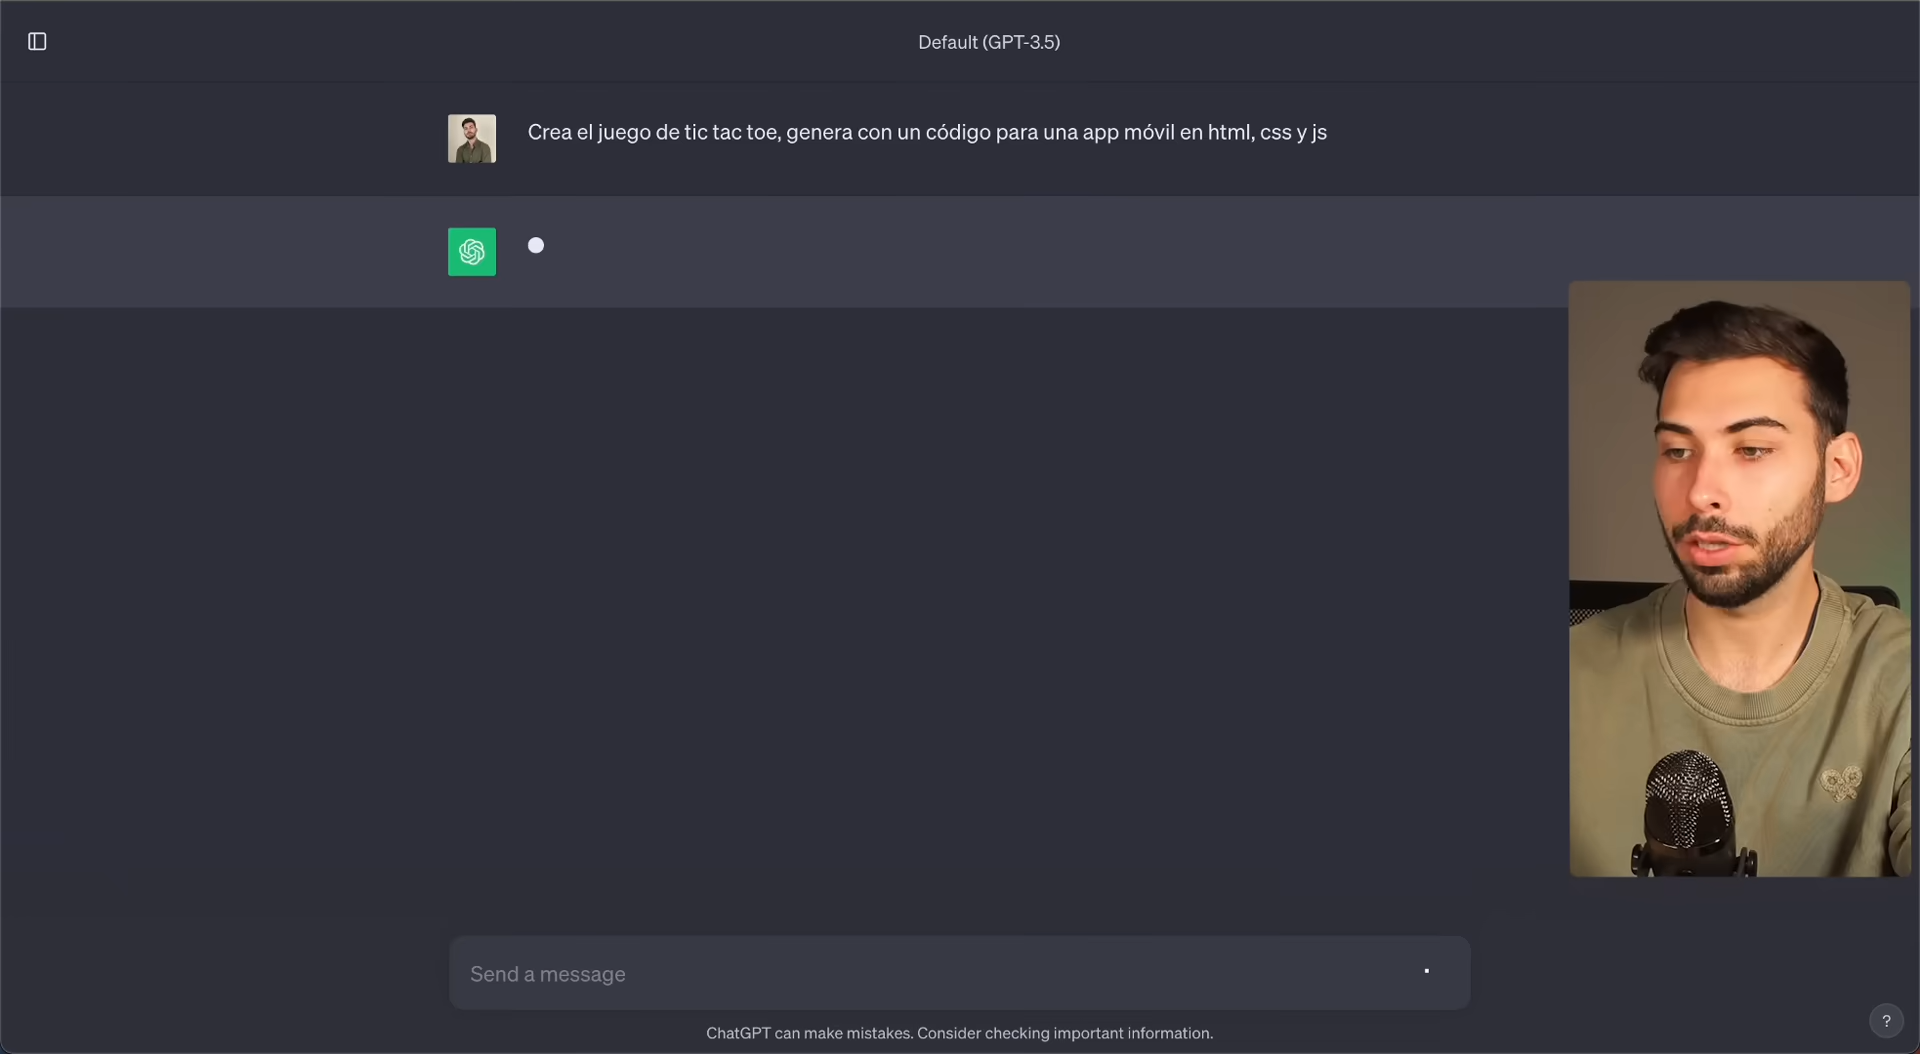 Default (GPT-3.5)
Crea el juego de tic tac toe, genera con un código para una app móvil en html, css y js
Send a message
ChatGPT can make mistakes. Consider checking important information.
?